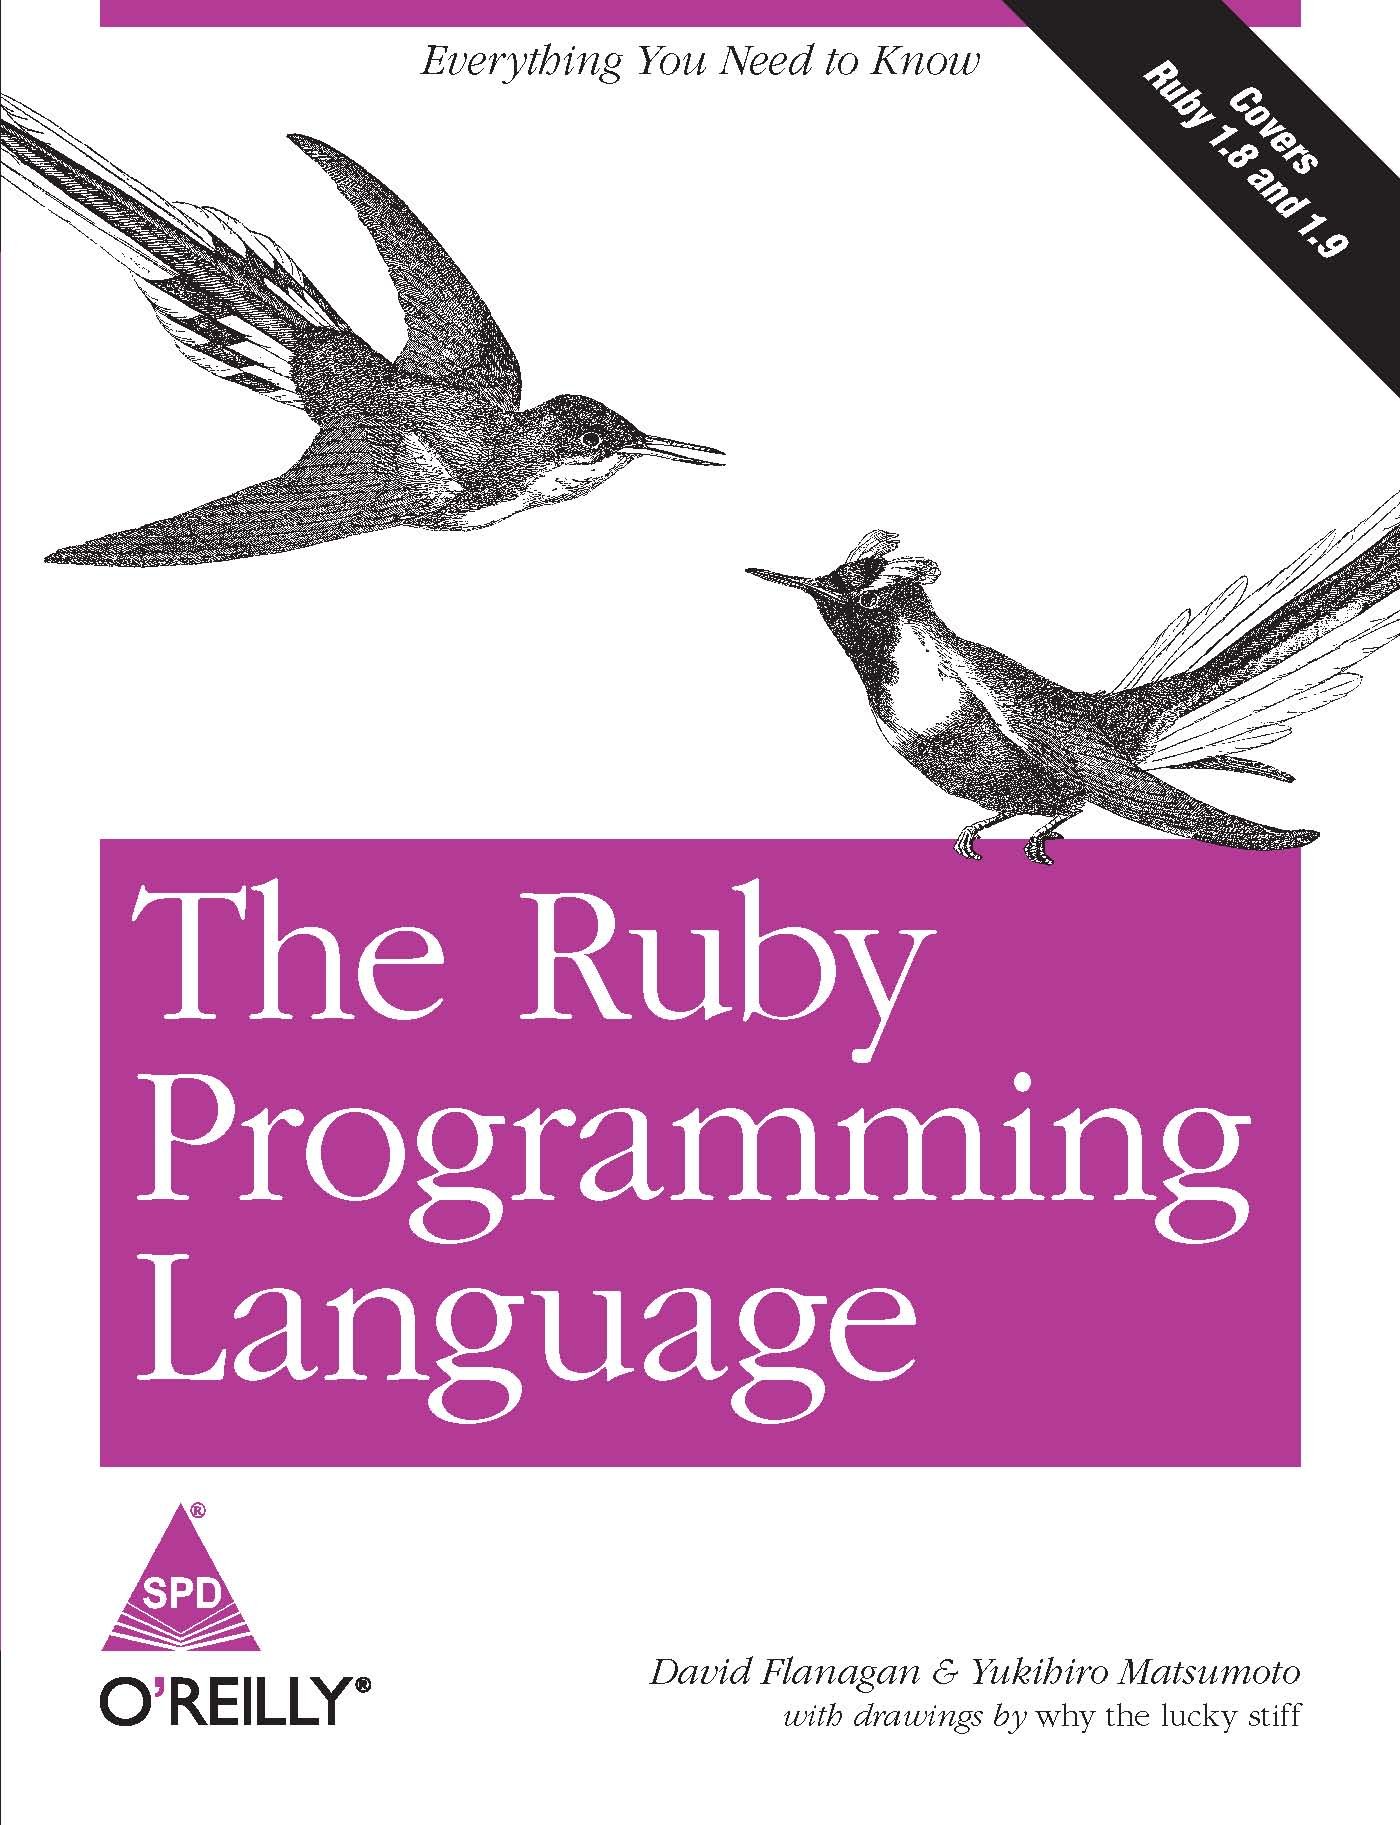 Everything You Need to Know
Covers
Ruby 1.8 and 1.9
The Ruby
Programming
Language
®
SPD
O'REILLY®
David Flanagan & Yukihiro Matsumoto
with drawings by why the lucky stiff